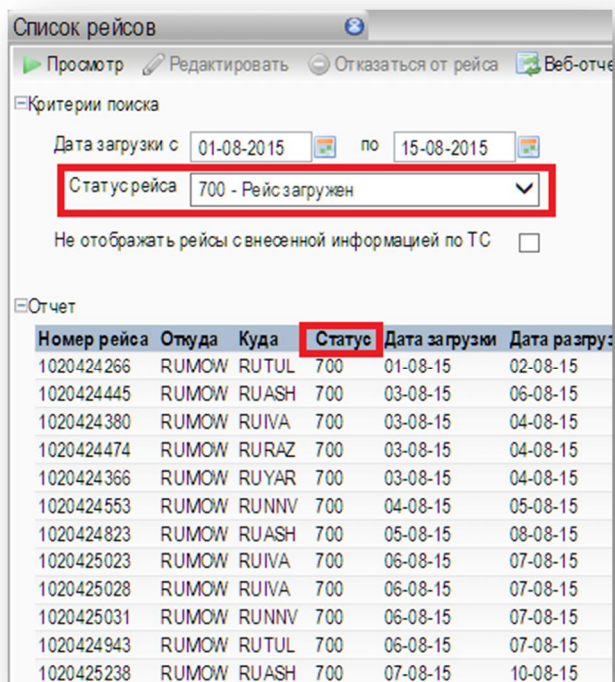 Список рейсов
Просмотр Редактировать Отказаться от рейса Веб-отче
Критерии поиска
Дата загрузки с 01-08-2015 по 15-08-2015
Статус рейса 700 - Рейс загружен
Не отображать рейсы с внесенной информацией по ТС
Отчет
Номер рейса Откуда Куда Статус Дата загрузки Дата разгруз
1020424266 RUMOW RUTUL 700 01-08-15 02-08-15
1020424445 RUMOW RUASH 700 03-08-15 06-08-15
1020424380 RUMOW RUIVA 700 03-08-15 04-08-15
1020424474 RUMOW RURAZ 700 03-08-15 04-08-15
1020424366 RUMOW RUYAR 700 03-08-15 04-08-15
1020424553 RUMOW RUNNV 700 04-08-15 05-08-15
1020424823 RUMOW RUASH 700 05-08-15 08-08-15
1020425023 RUMOW RUIVA 700 06-08-15 07-08-15
1020425028 RUMOW RUIVA 700 06-08-15 07-08-15
1020425031 RUMOW RUNNV 700 06-08-15 07-08-15
1020424943 RUMOW RUTUL 700 06-08-15 07-08-15
1020425238 RUMOW RUASH 700 07-08-15 10-08-15